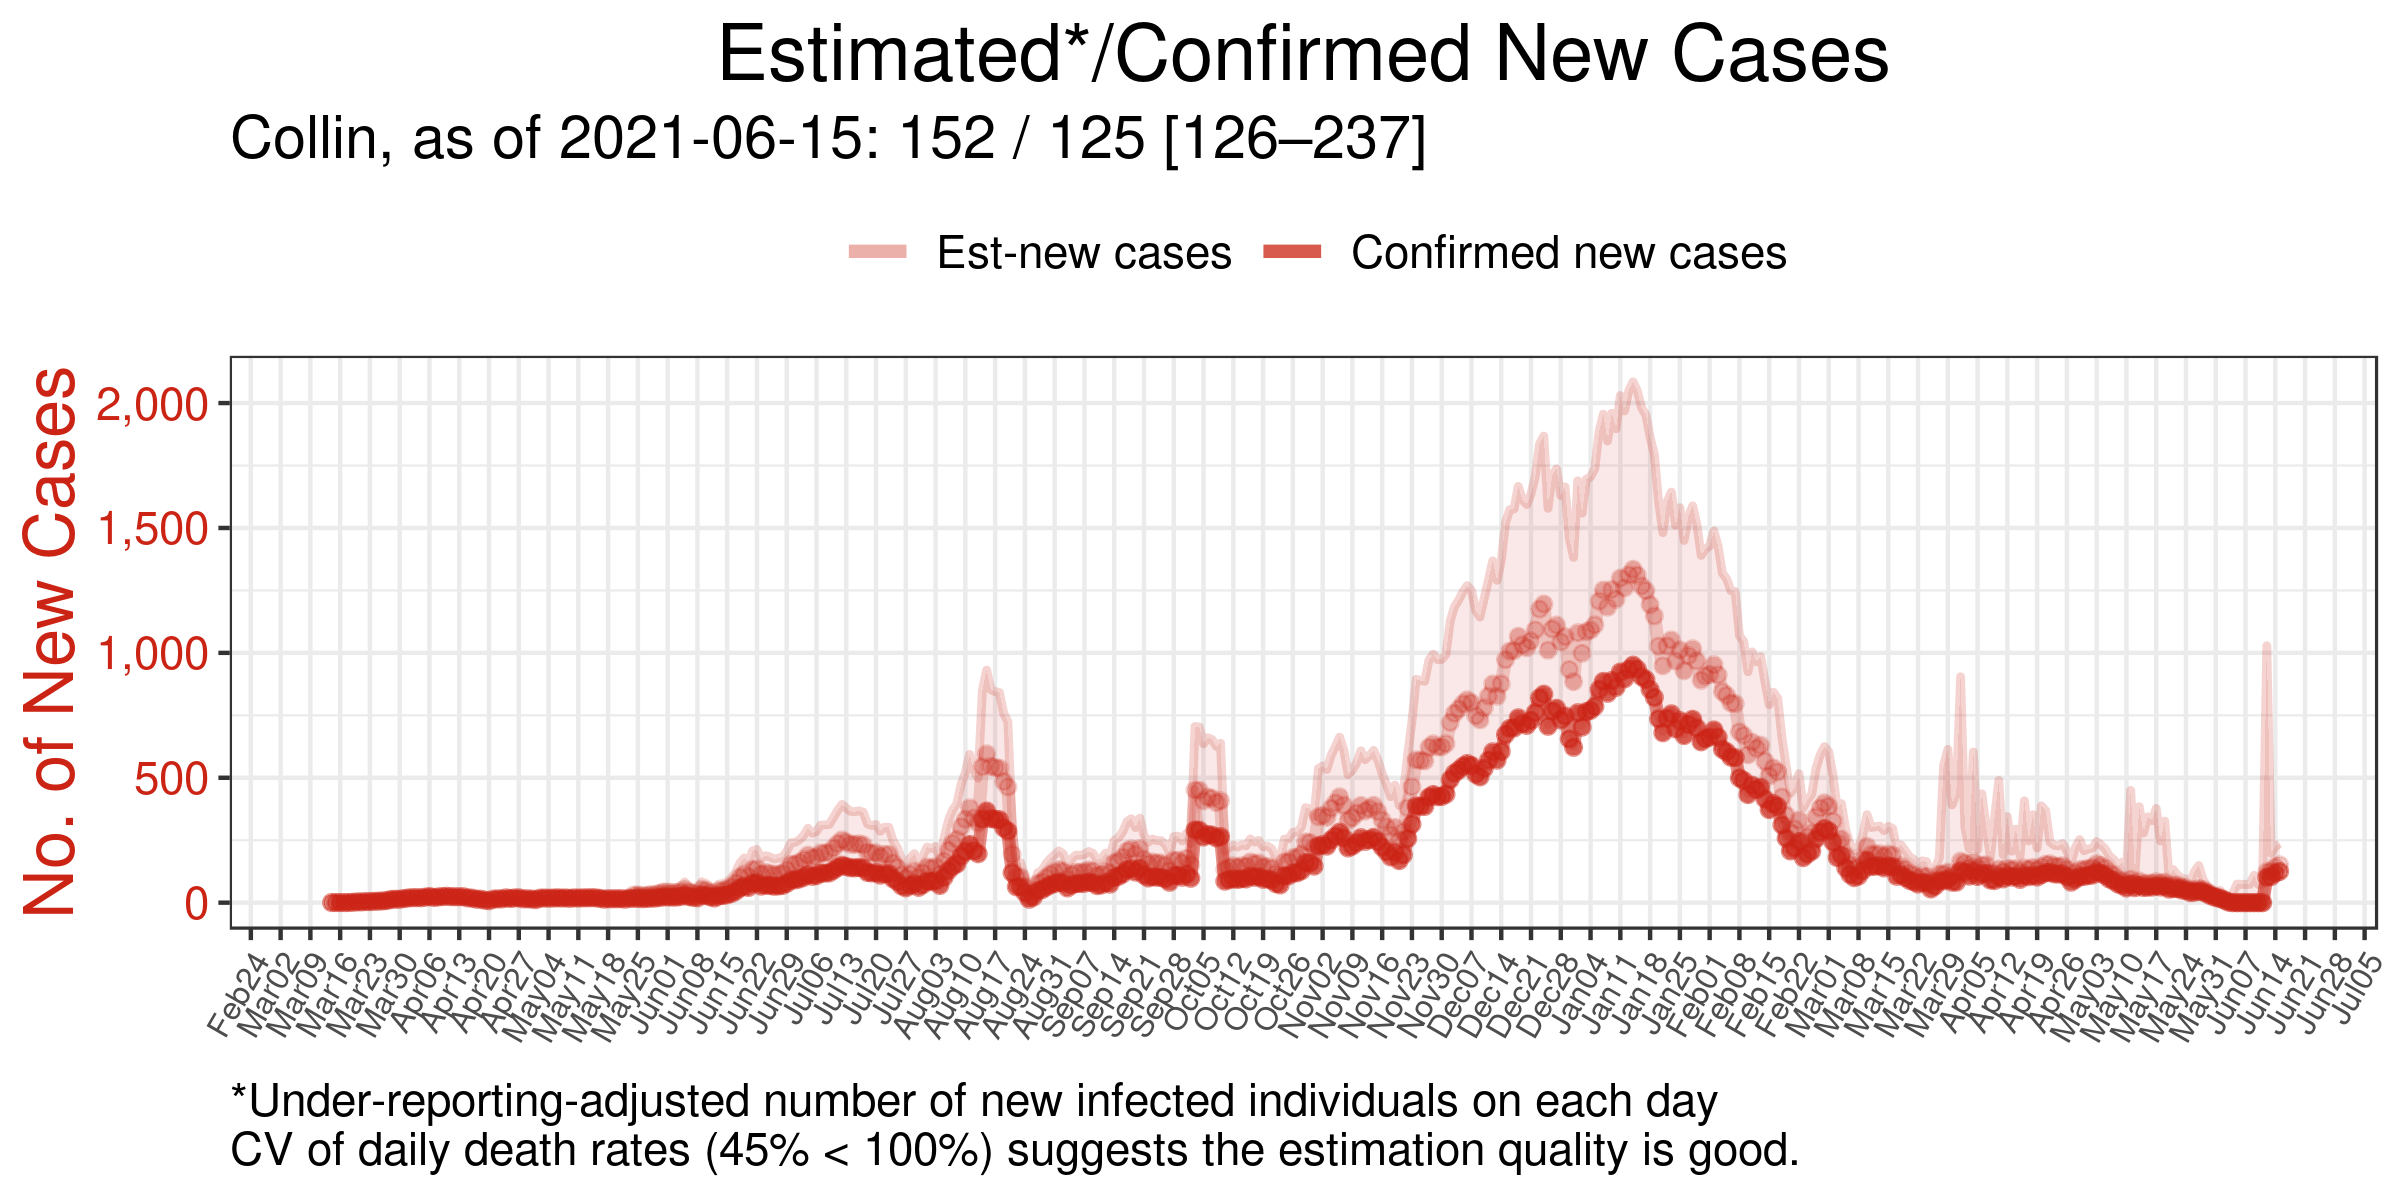 Estimated*/Confirmed New Cases
Collin, as of 2021-06-15: 152 / 125 [126–237]
Est-new cases Confirmed new cases
No. of New Cases
2,000
1,500
1,000
500
0
Feb24 Mar02 Mar09 Mar16 Mar23 Mar30 Apr06 Apr13 Apr20 Apr27 May04 May11 May18 May25 Jun01 Jun08 Jun15 Jun22 Jun29 Jul06 Jul13 Jul20 Jul27 Aug03 Aug10 Aug17 Aug24 Aug31 Sep07 Sep14 Sep21 Sep28 Oct05 Oct12 Oct19 Oct26 Nov02 Nov09 Nov16 Nov23 Nov30 Dec07 Dec14 Dec21 Dec28 Jan04 Jan11 Jan18 Jan25 Feb01 Feb08 Feb15 Feb22 Mar01 Mar08 Mar15 Mar22 Mar29 Apr05 Apr12 Apr19 Apr26 May03 May10 May17 May24 May31 Jun07 Jun14 Jun21 Jun28 Jul05
*Under-reporting-adjusted number of new infected individuals on each day
CV of daily death rates (45% < 100%) suggests the estimation quality is good.